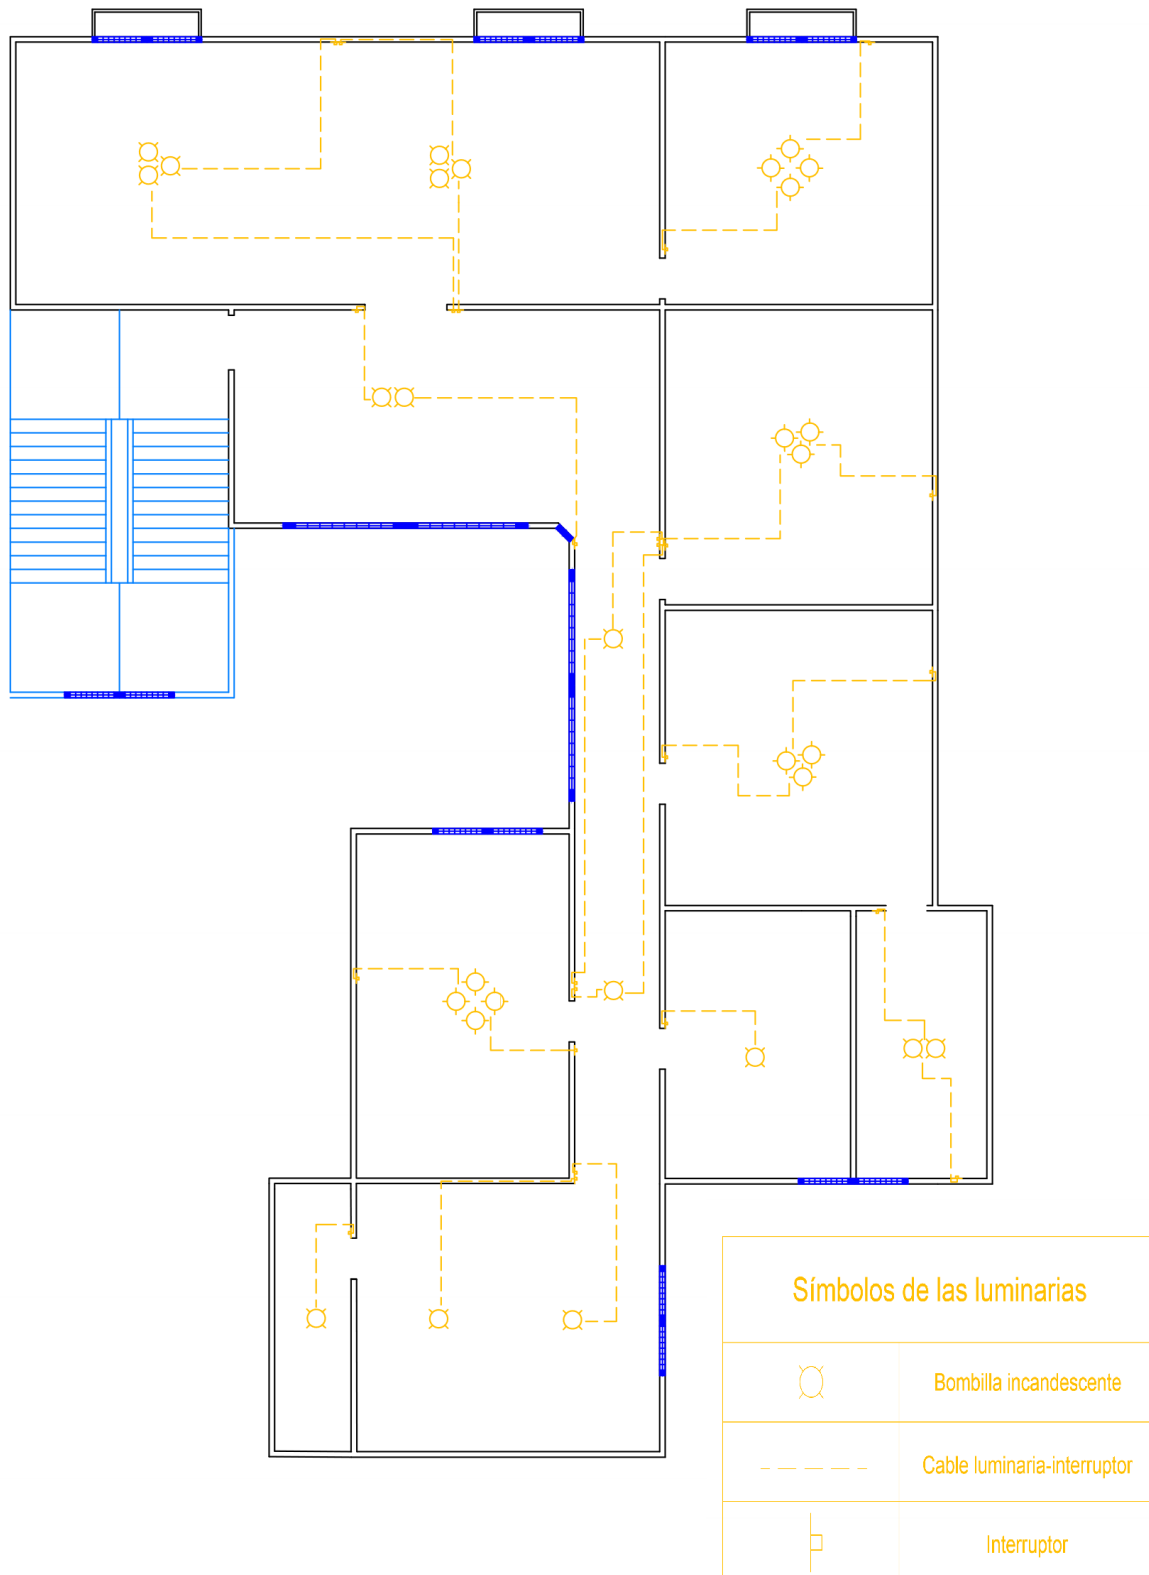 Símbolos de las luminarias
Bombilla incandescente
Cable luminaria-interruptor
Interruptor